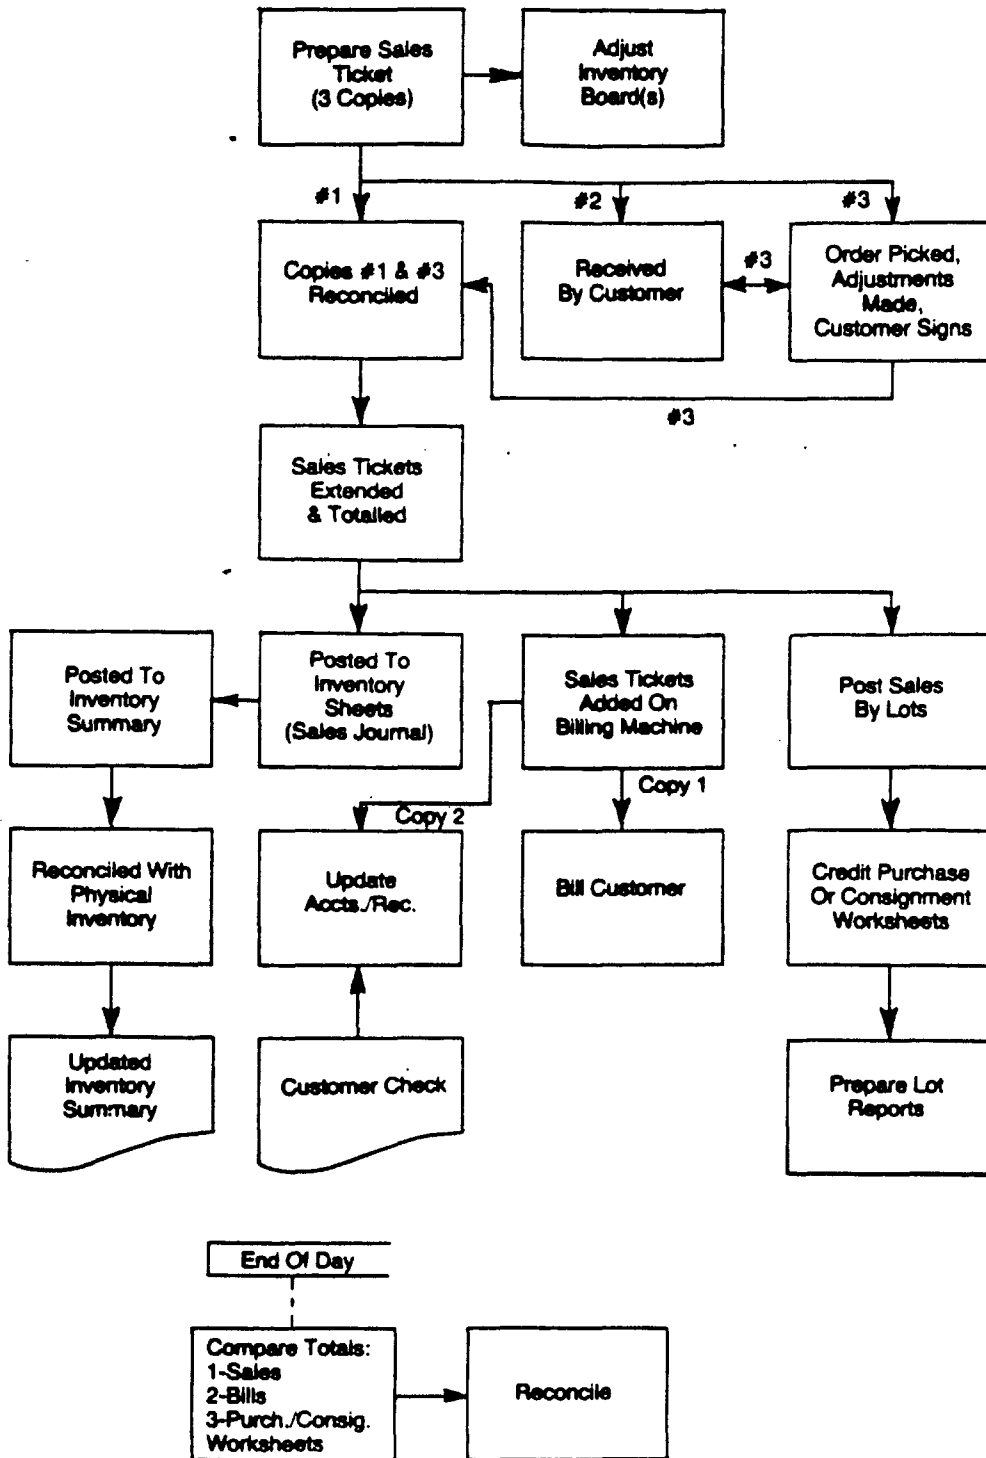 Prepare Sales
Ticket
(3 Copies)
Adjust
Inventory
Board(s)
#1
#2
#3
Copies #1 & #3
Reconciled
Received
By Customer
#3
Order Picked,
Adjustments
Made,
Customer Signs
#3
Sales Tickets
Extended
& Totalled
Posted To
Inventory
Summary
Posted To
Inventory
Sheets
(Sales Journal)
Sales Tickets
Added On
Billing Machine
Post Sales
By Lots
Copy 1
Copy 2
Reconciled With
Physical
Inventory
Update
Accts./Rec.
Bill Customer
Credit Purchase
Or Consignment
Worksheets
Updated
Inventory
Summary
Customer Check
Prepare Lot
Reports
End Of Day
Compare Totals:
1-Sales
2-Bills
3-Purch./Consig.
Worksheets
Reconcile